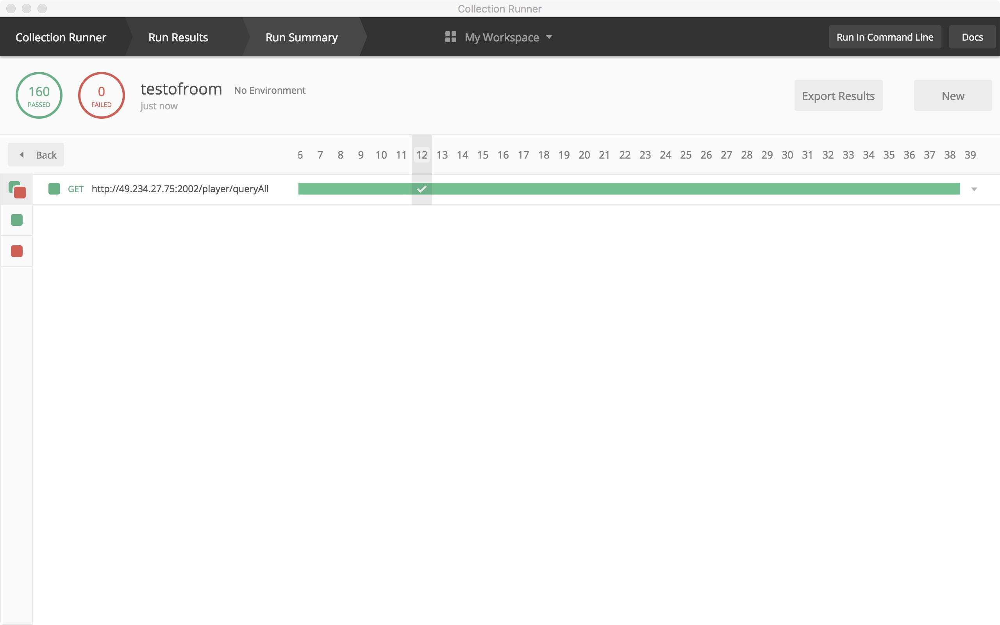 Collection Runner
Collection Runner Run Results Run Summary My Workspace Run In Command Line Docs
160 PASSED
0 FAILED
testofroom No Environment
just now
Export Results New
Back 6 7 8 9 10 11 12 13 14 15 16 17 18 19 20 21 22 23 24 25 26 27 28 29 30 31 32 33 34 35 36 37 38 39
GET http://49.234.27.75:2002/player/queryAll